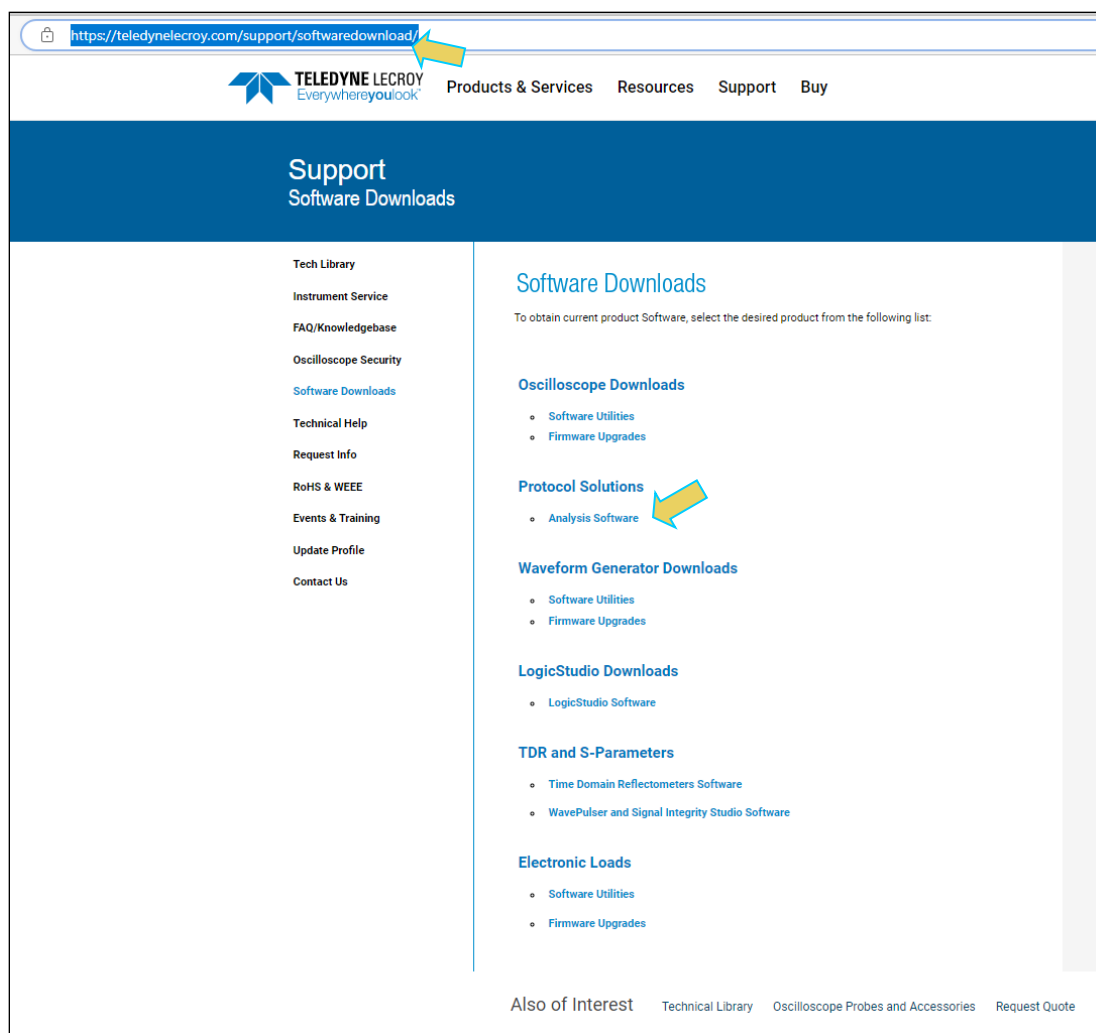 https://teledynelecroy.com/support/softwaredownload/
TELEDYNE LECROY
Everywhereyoulook™
Products & Services Resources Support Buy
Support
Software Downloads
Tech Library
Instrument Service
FAQ/Knowledgebase
Oscilloscope Security
Software Downloads
Technical Help
Request Info
RoHS & WEEE
Events & Training
Update Profile
Contact Us
Software Downloads
To obtain current product Software, select the desired product from the following list:
Oscilloscope Downloads
Software Utilities
Firmware Upgrades
Protocol Solutions
Analysis Software
Waveform Generator Downloads
Software Utilities
Firmware Upgrades
LogicStudio Downloads
LogicStudio Software
TDR and S-Parameters
Time Domain Reflectometers Software
WavePulser and Signal Integrity Studio Software
Electronic Loads
Software Utilities
Firmware Upgrades
Also of Interest Technical Library Oscilloscope Probes and Accessories Request Quote